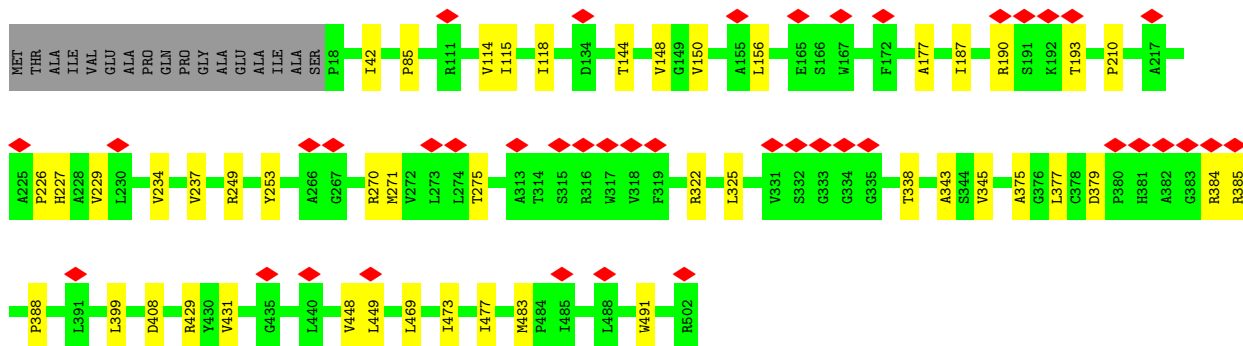 MET THR ALA ILE VAL GLU ALA PRO GLN PRO GLY ALA GLU ALA ILE ALA SER P18 I42 P85 R111 V114 I115 I118 D134 T144 V148 G149 V150 A155 L156 E165 S166 W167 F172 A177 I187 R190 S191 K192 T193 P210 A217
A225 P226 H227 A228 V229 L230 V234 V237 R249 Y253 A266 G267 R270 M271 V272 L273 L274 T275 A313 T314 S315 R316 W317 V318 F319 R322 L325 V331 S332 G333 G334 G335 T338 A343 S344 V345 A375 G376 L377 C378 D379 P380 H381 A382 G383 R384 R385
P388 L391 L399 D408 R429 Y430 V431 G435 L440 V448 L449 L469 I473 I477 M483 P484 I485 L488 W491 R502